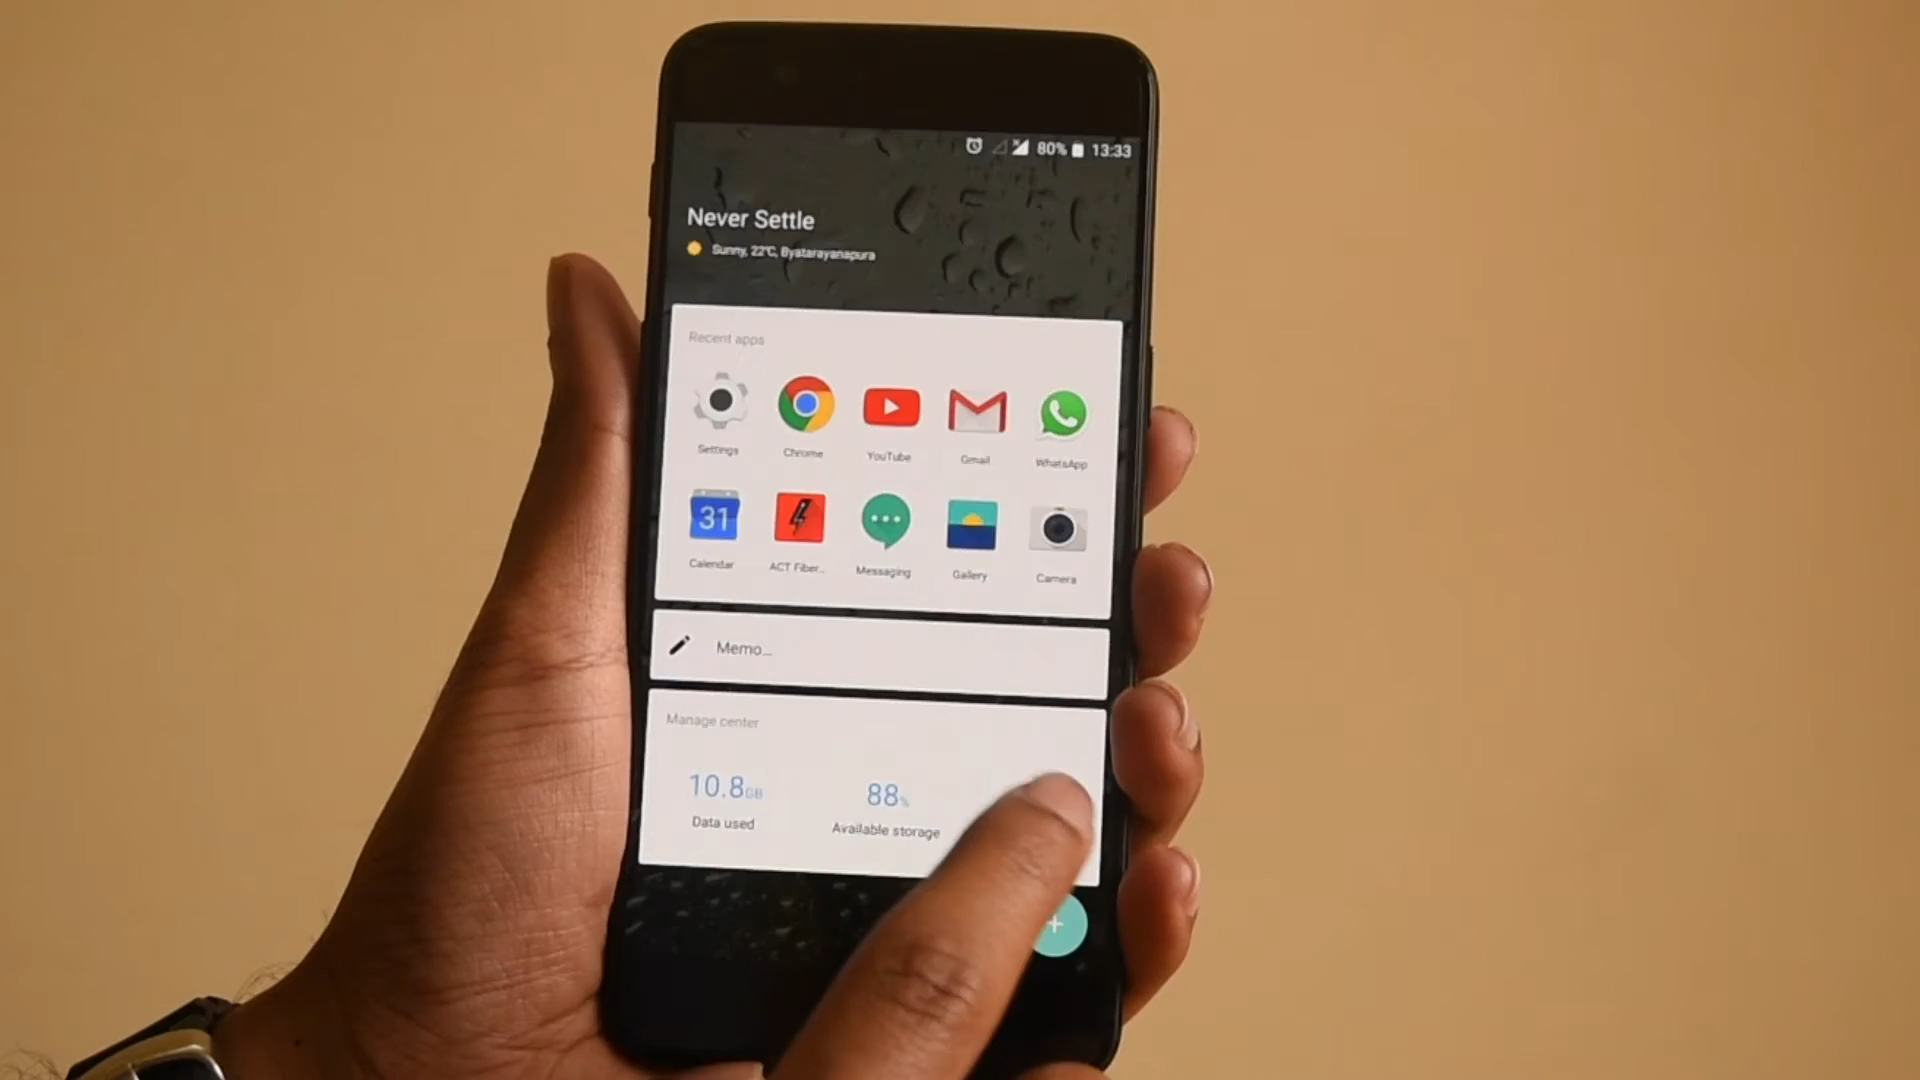 80% 13:33
Never Settle
Sunny, 22°C, Byatarayanapura
Recent apps
Settings Chrome YouTube Gmail WhatsApp
31
Calendar ACT Fiber... Messaging Gallery Camera
Memo...
Manage center
10.8GB 88%
Data used Available storage
+